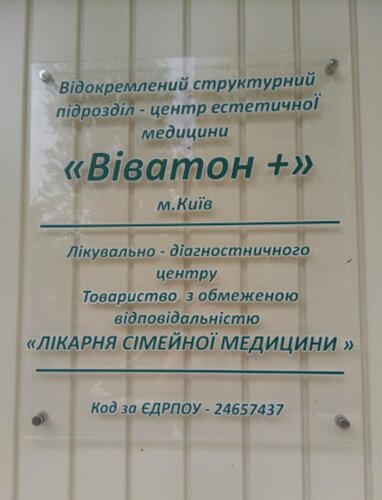 Відокремлений структурний
підрозділ - центр естетичної
медицини
«Віватон +»
м.Київ
Лікувально - діагностичного
центру
Товариство з обмеженою
відповідальністю
«ЛІКАРНЯ СІМЕЙНОЇ МЕДИЦИНИ »
Код за ЄДРПОУ - 24657437